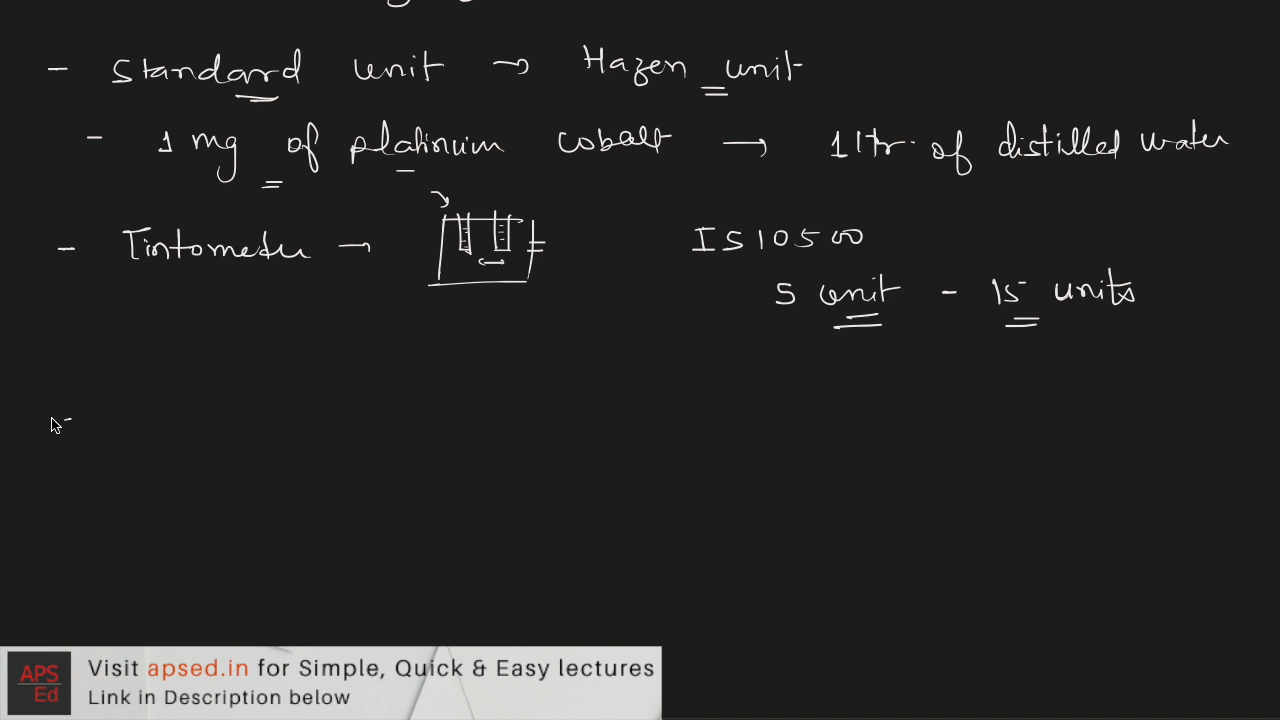 - Standard unit → Hazen unit
- 1 mg of platinum cobalt → 1 ltr. of distilled water
- Tintometer → IS 10500
5 unit - 15 units
-
APS
Ed
Visit apsed.in for Simple, Quick & Easy lectures
Link in Description below